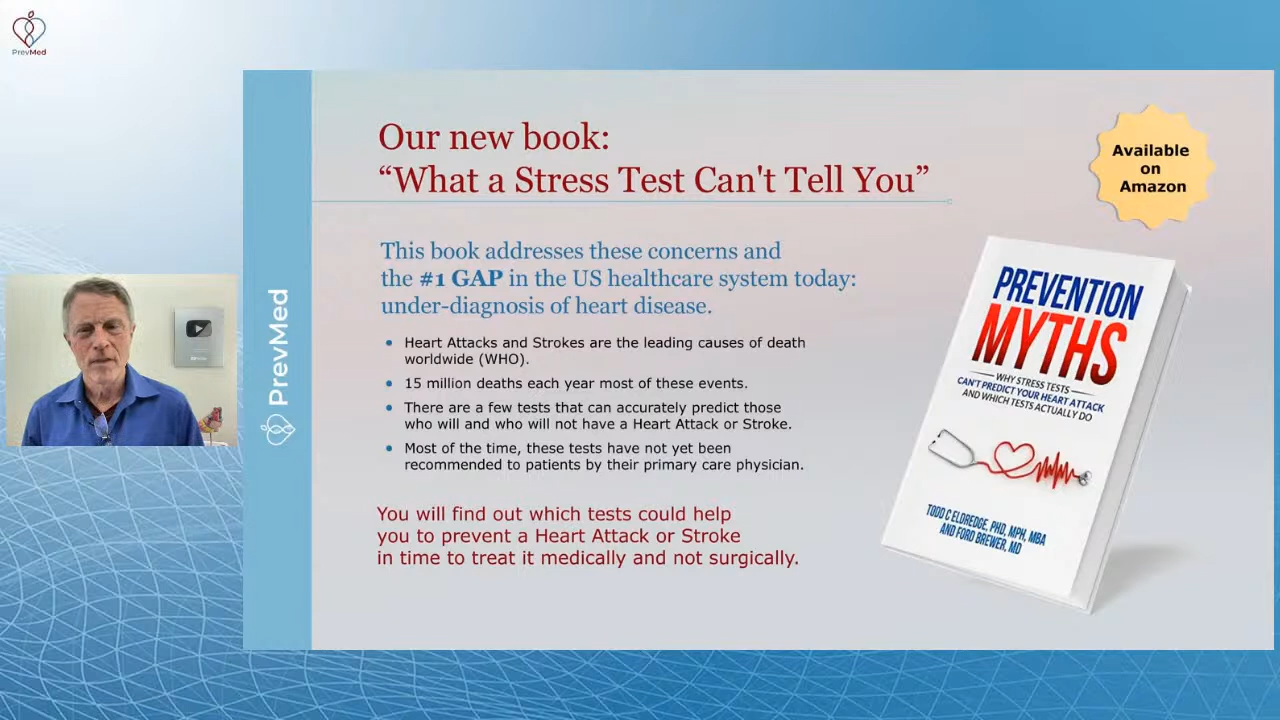 PrevMed
Our new book:
“What a Stress Test Can't Tell You”
Available
on
Amazon
This book addresses these concerns and
the #1 GAP in the US healthcare system today:
under-diagnosis of heart disease.
• Heart Attacks and Strokes are the leading causes of death
worldwide (WHO).
• 15 million deaths each year most of these events.
• There are a few tests that can accurately predict those
who will and who will not have a Heart Attack or Stroke.
• Most of the time, these tests have not yet been
recommended to patients by their primary care physician.
You will find out which tests could help
you to prevent a Heart Attack or Stroke
in time to treat it medically and not surgically.
PrevMed
PREVENTION
MYTHS
WHY STRESS TESTS
CAN'T PREDICT YOUR HEART ATTACK
AND WHICH TESTS ACTUALLY DO
TODD C ELDREDGE, PHD, MPH, MBA
AND FORD BREWER, MD